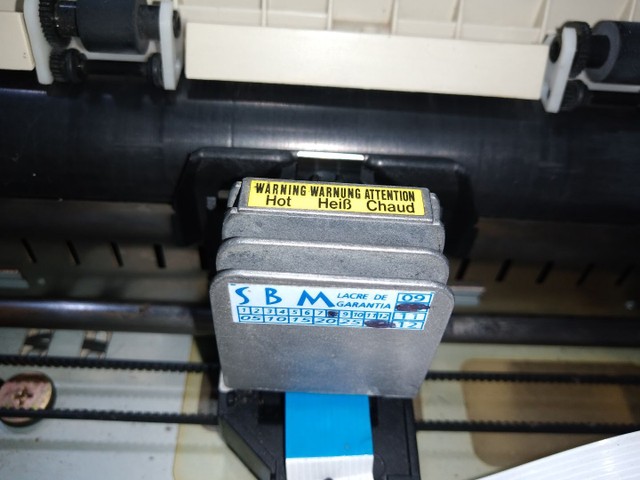 WARNING WARNUNG ATTENTION
Hot Heiß Chaud
SBM LACRE DE 09
GARANTIA
1 2 3 4 5 6 7 9 10 11 12 11
05 10 15 20 25 12